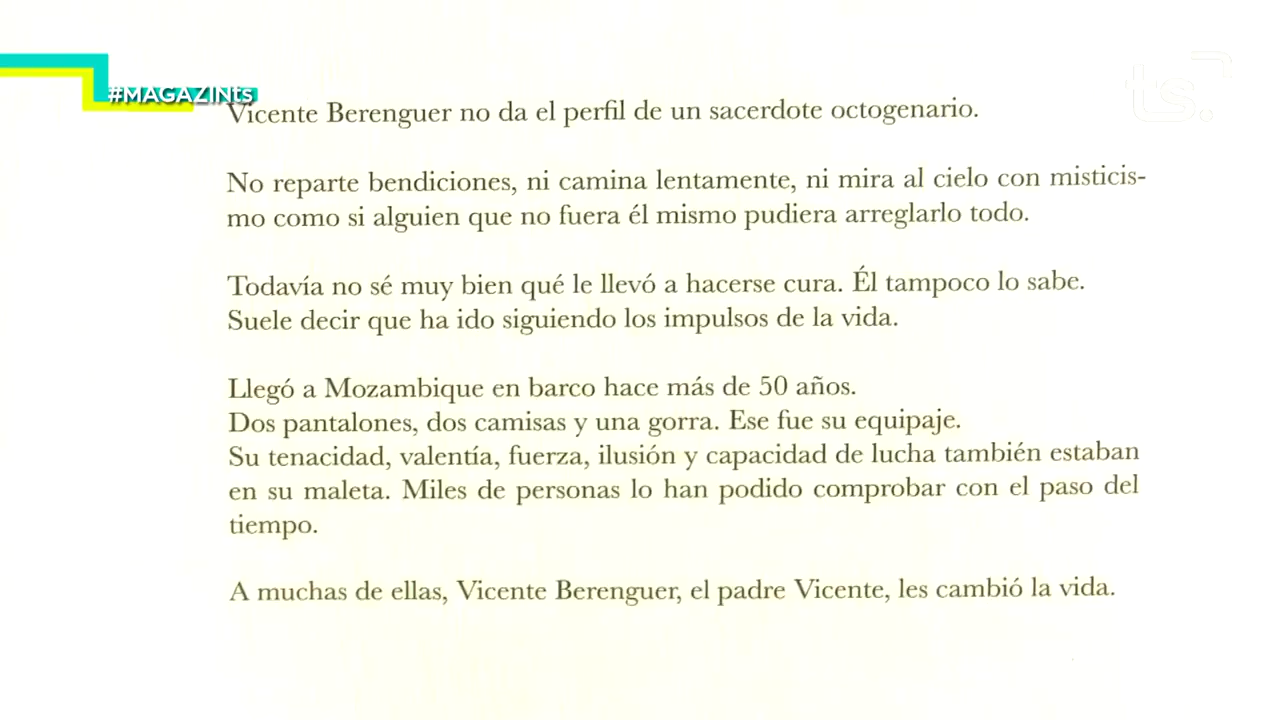 #MAGAZINts
ts.
Vicente Berenguer no da el perfil de un sacerdote octogenario.
No reparte bendiciones, ni camina lentamente, ni mira al cielo con misticis-
mo como si alguien que no fuera él mismo pudiera arreglarlo todo.
Todavía no sé muy bien qué le llevó a hacerse cura. Él tampoco lo sabe.
Suele decir que ha ido siguiendo los impulsos de la vida.
Llegó a Mozambique en barco hace más de 50 años.
Dos pantalones, dos camisas y una gorra. Ese fue su equipaje.
Su tenacidad, valentía, fuerza, ilusión y capacidad de lucha también estaban
en su maleta. Miles de personas lo han podido comprobar con el paso del
tiempo.
A muchas de ellas, Vicente Berenguer, el padre Vicente, les cambió la vida.